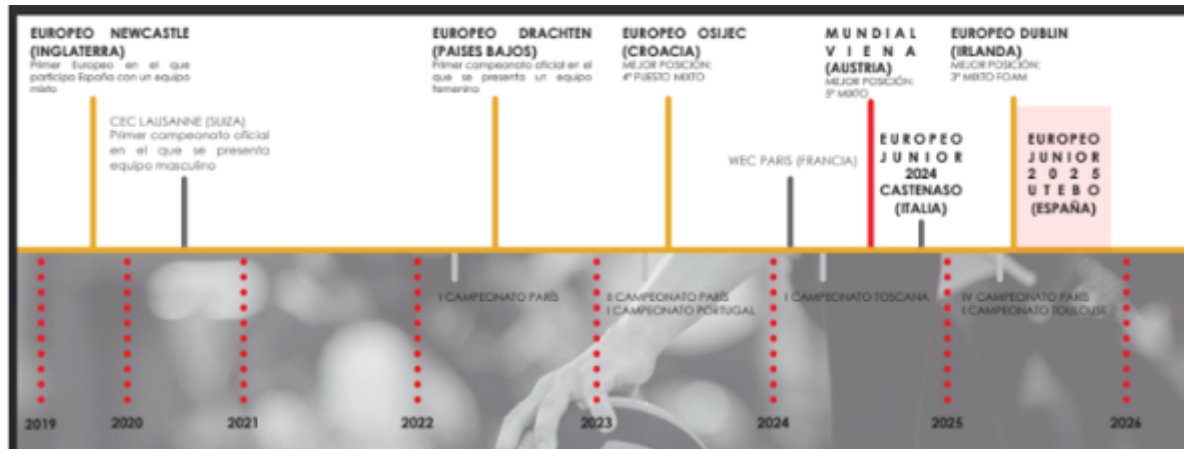 EUROPEO NEWCASTLE
(INGLATERRA)
Primer Europeo en el que
participa España con un equipo
mixto
CEC LAUSANNE (SUIZA)
Primer campeonato oficial
en el que se presenta
equipo masculino
EUROPEO DRACHTEN
(PAISES BAJOS)
Primer campeonato oficial en el
que se presenta un equipo
femenino
EUROPEO OSIJEC
(CROACIA)
MEJOR POSICIÓN:
4º PUESTO MIXTO
WEC PARIS (FRANCIA)
MUNDIAL
VIENA
(AUSTRIA)
MEJOR POSICIÓN:
5º MIXTO
EUROPEO
JUNIOR
2024
CASTENASO
(ITALIA)
EUROPEO DUBLIN
(IRLANDA)
MEJOR POSICIÓN:
3º MIXTO FOAM
EUROPEO
JUNIOR
2025
UTEBO
(ESPAÑA)
I CAMPEONATO PARÍS
II CAMPEONATO PARÍS
I CAMPEONATO PORTUGAL
I CAMPEONATO TOSCANA
IV CAMPEONATO PARIS
I CAMPEONATO TOULOUSE
2019
2020
2021
2022
2023
2024
2025
2026